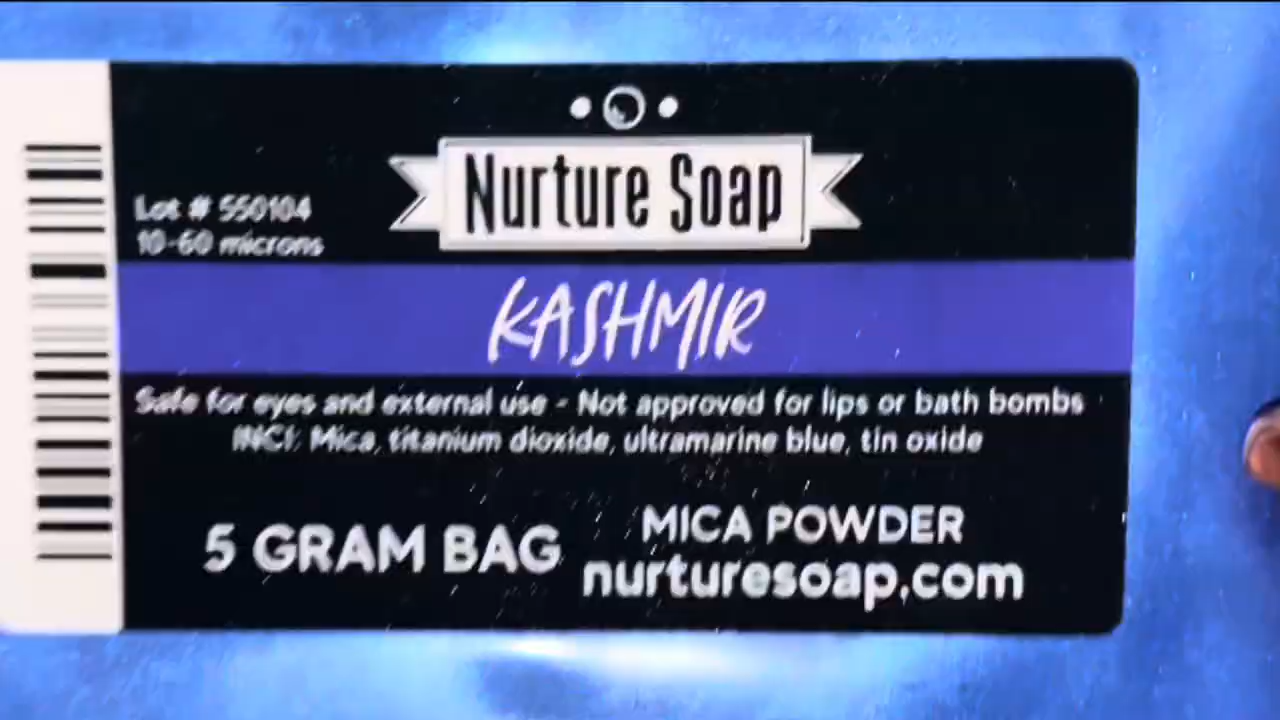 Nurture Soap
Lot # 550104
10-60 microns
KASHMIR
Safe for eyes and external use - Not approved for lips or bath bombs
INCI: Mica, titanium dioxide, ultramarine blue, tin oxide
5 GRAM BAG
MICA POWDER
nurturesoap.com